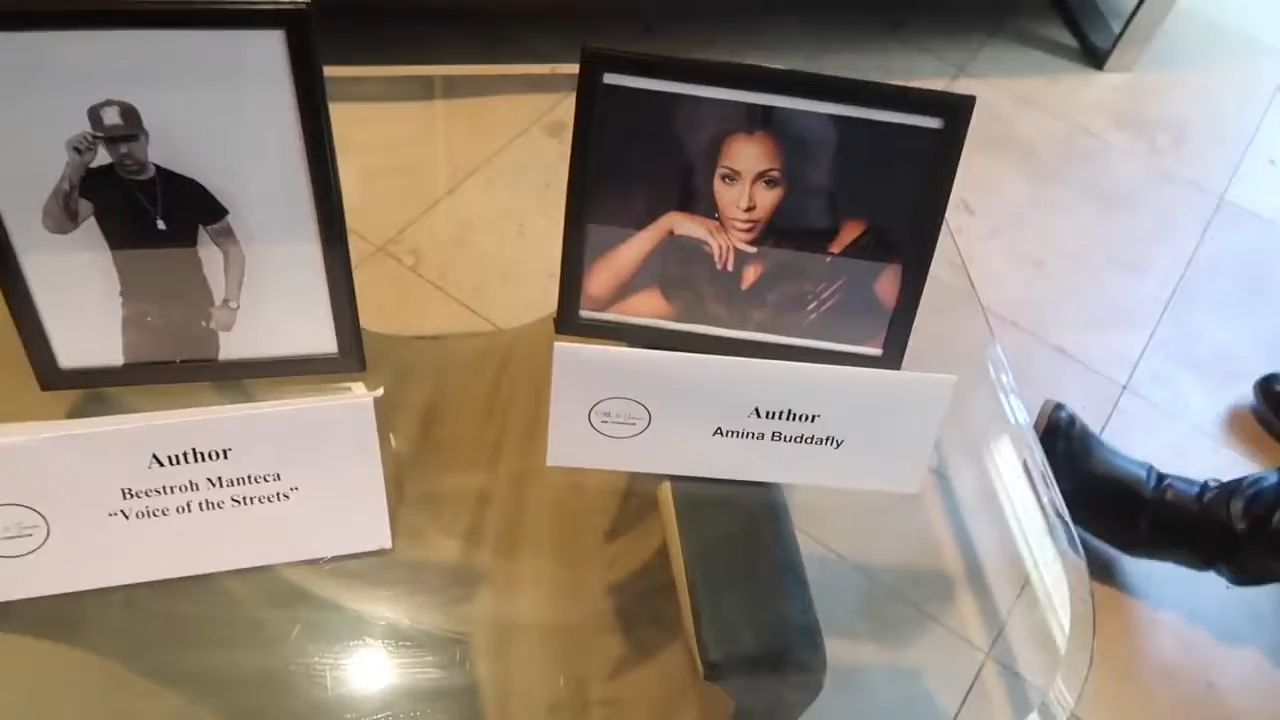 Author
Beestroh Manteca
“Voice of the Streets”
Author
Amina Buddafly